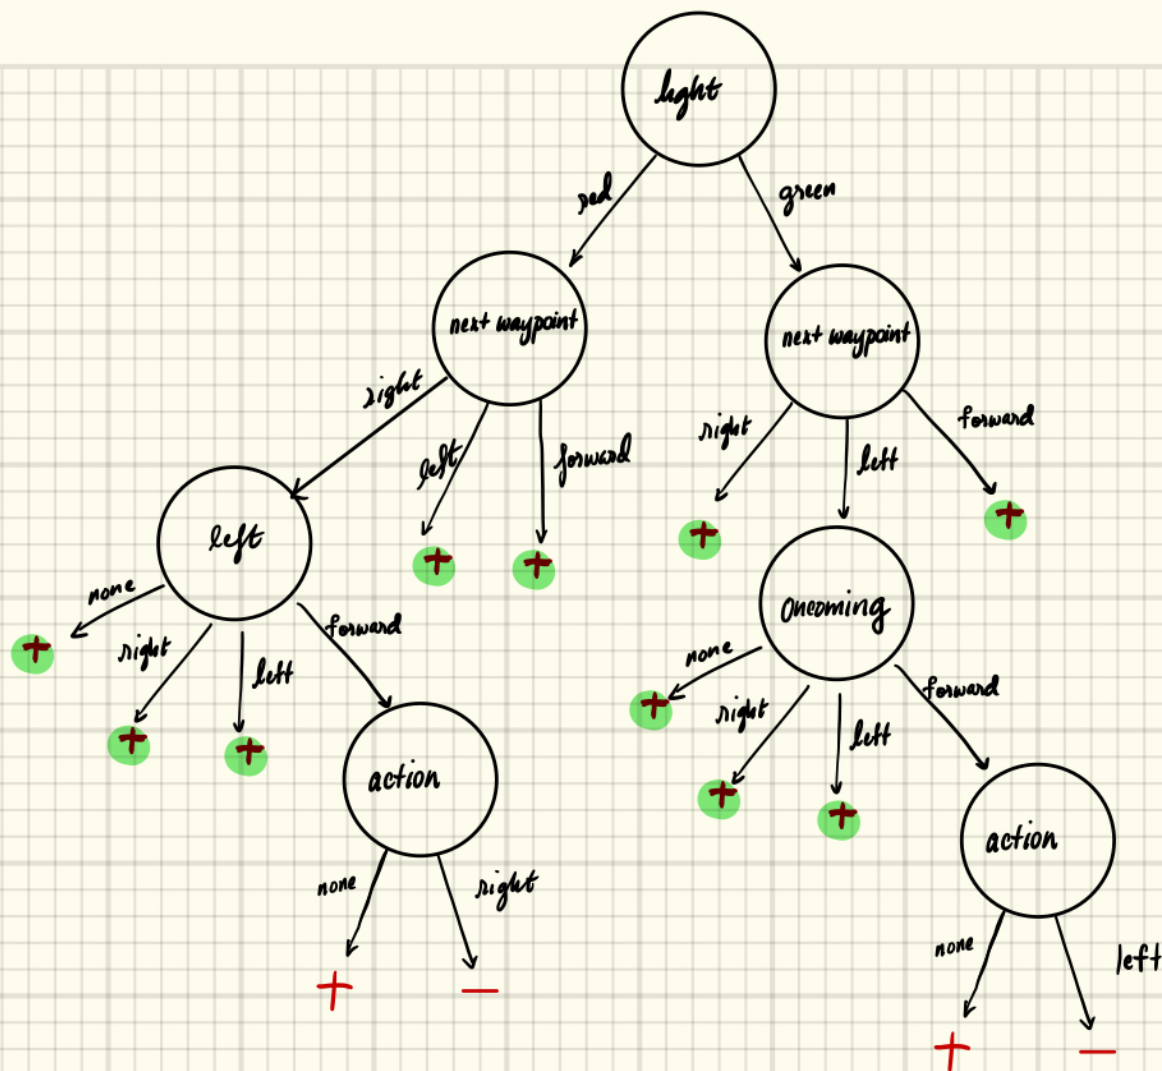 light
red
green
next waypoint
next waypoint
right
left
forward
right
left
forward
left
none
right
left
forward
+
+
+
+
Oncoming
none
right
left
forward
+
+
+
+
+
+
action
none
right
+
-
action
none
left
+
-